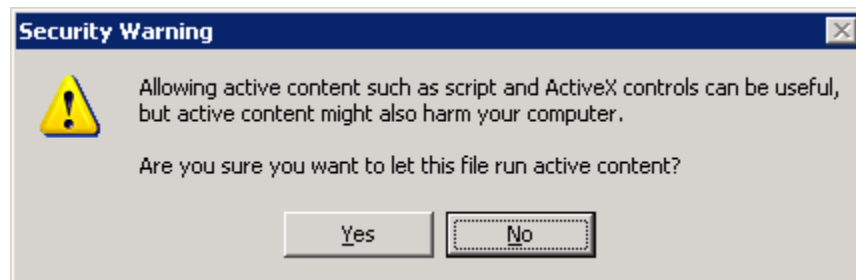 Security Warning
Allowing active content such as script and ActiveX controls can be useful,
but active content might also harm your computer.
Are you sure you want to let this file run active content?
Yes
No